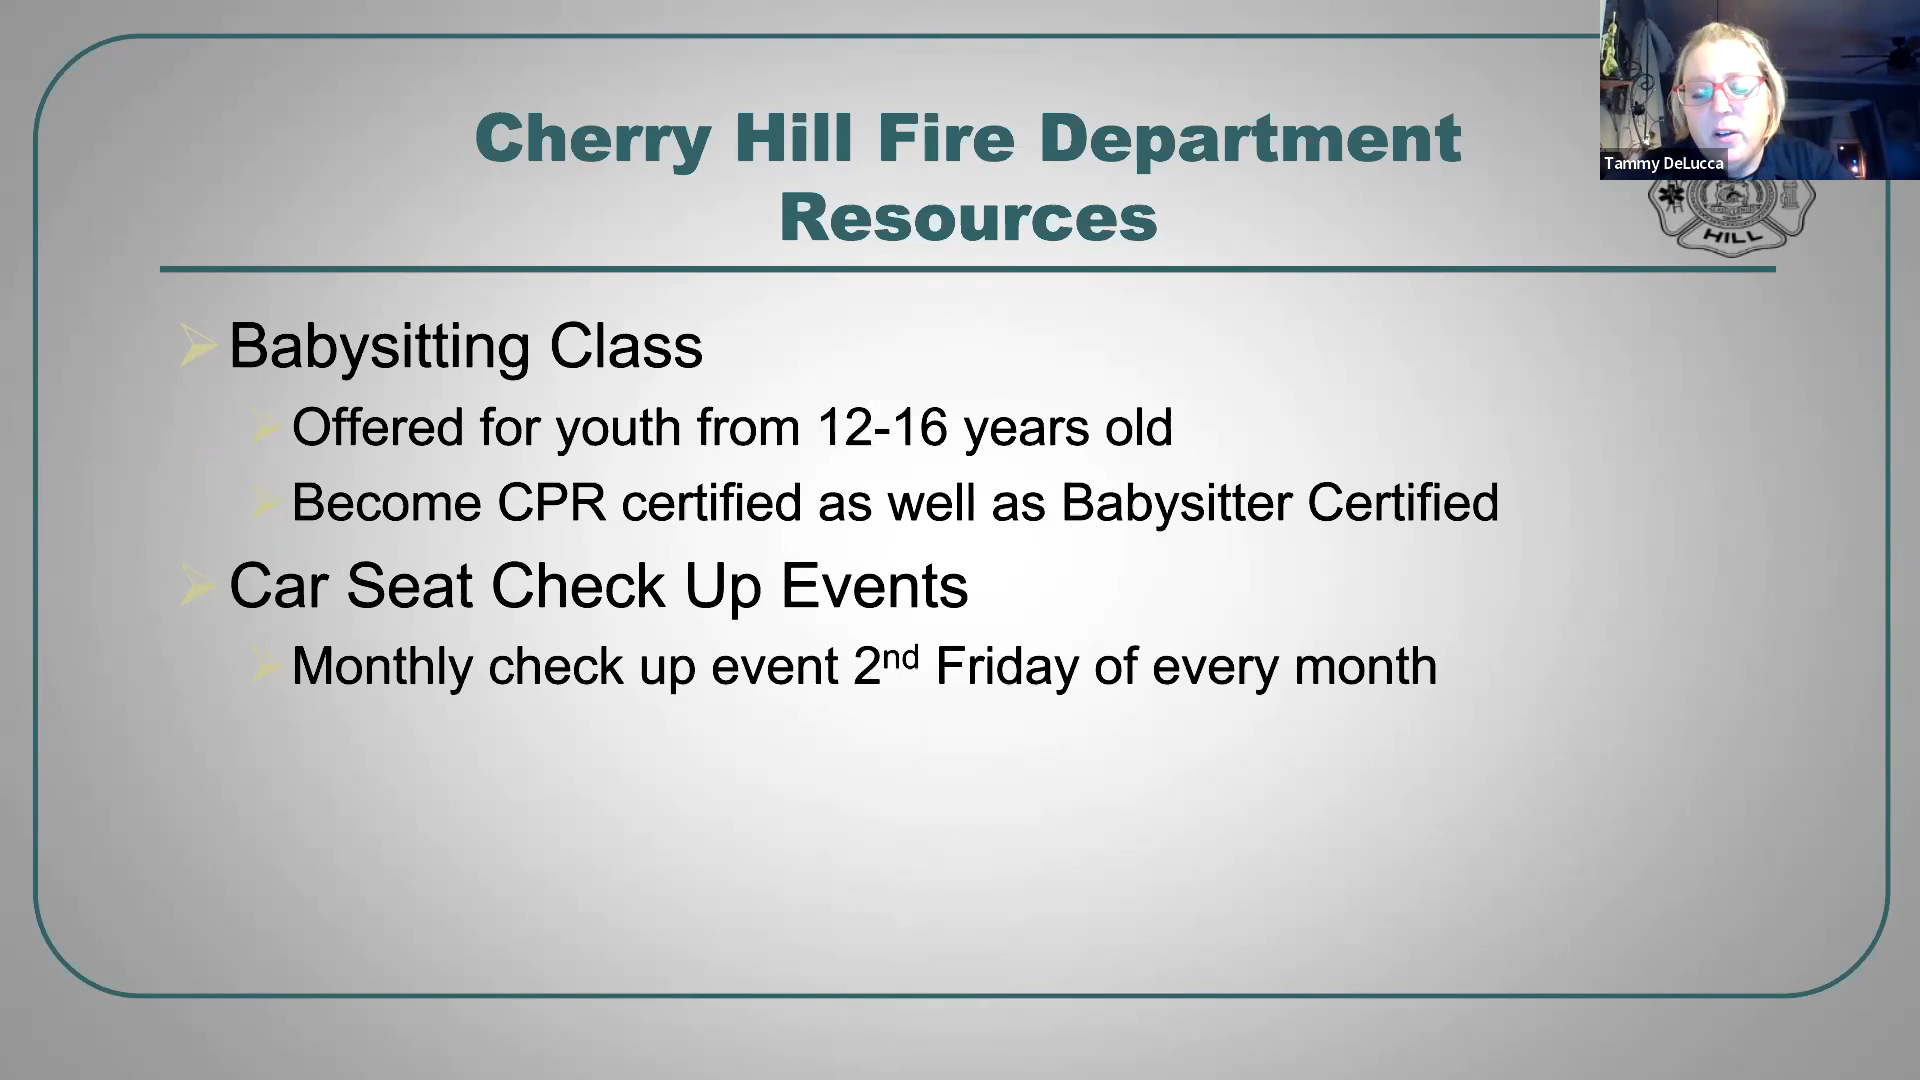 Cherry Hill Fire Department
Resources
Tammy DeLucca
HILL
Babysitting Class
Offered for youth from 12-16 years old
Become CPR certified as well as Babysitter Certified
Car Seat Check Up Events
Monthly check up event 2nd Friday of every month